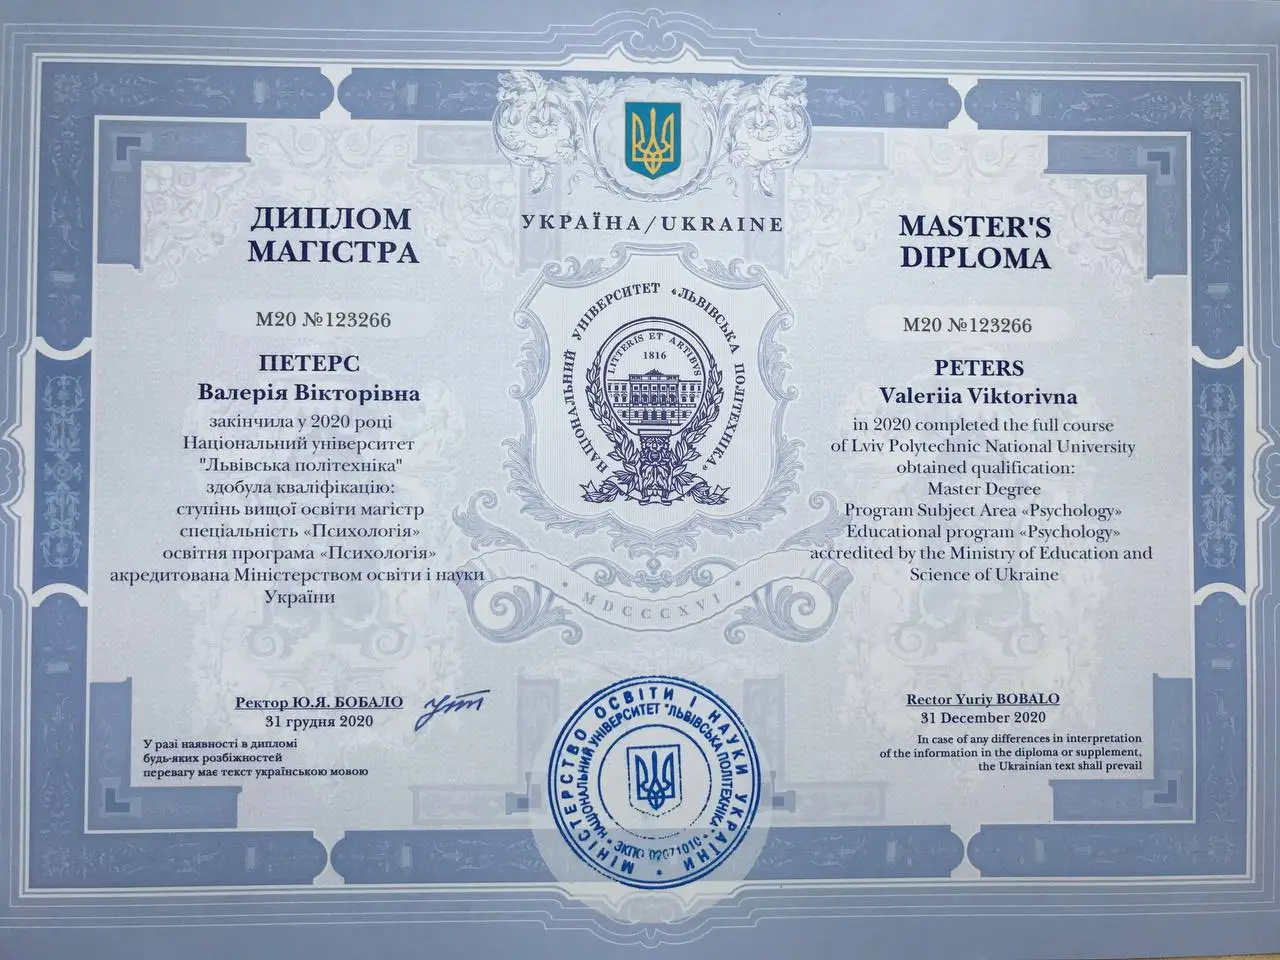 УКРАЇНА/UKRAINE
ДИПЛОМ
МАГІСТРА
М20 №123266
ПЕТЕРС
Валерія Вікторівна
закінчила у 2020 році
Національний університет
"Львівська політехніка"
здобула кваліфікацію:
ступінь вищої освіти магістр
спеціальність «Психологія»
освітня програма «Психологія»
акредитована Міністерством освіти і науки
України
Ректор Ю.Я. БОБАЛО
31 грудня 2020
У разі наявності в дипломі
будь-яких розбіжностей
перевагу має текст українською мовою
НАЦІОНАЛЬНИЙ УНІВЕРСИТЕТ «ЛЬВІВСЬКА ПОЛІТЕХНІКА»
LITTERIS ET ARTIBUS
1816
MDCCCXVI
MASTER'S
DIPLOMA
M20 №123266
PETERS
Valeriia Viktorivna
in 2020 completed the full course
of Lviv Polytechnic National University
obtained qualification:
Master Degree
Program Subject Area «Psychology»
Educational program «Psychology»
accredited by the Ministry of Education and
Science of Ukraine
Rector Yuriy BOBALO
31 December 2020
In case of any differences in interpretation
of the information in the diploma or supplement,
the Ukrainian text shall prevail
МІНІСТЕРСТВО ОСВІТИ І НАУКИ УКРАЇНИ
НАЦІОНАЛЬНИЙ УНІВЕРСИТЕТ "ЛЬВІВСЬКА ПОЛІТЕХНІКА"